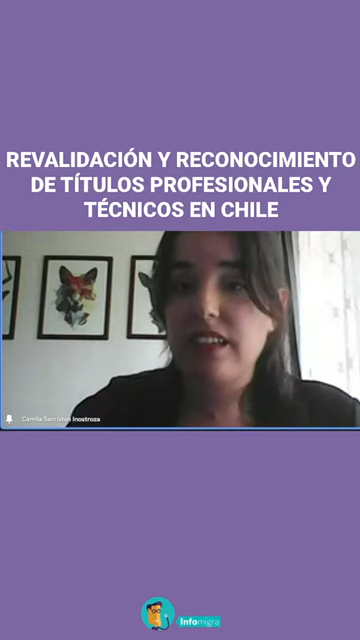 REVALIDACIÓN Y RECONOCIMIENTO
DE TÍTULOS PROFESIONALES Y
TÉCNICOS EN CHILE
Camila Sacristán Inostroza
Infomigra